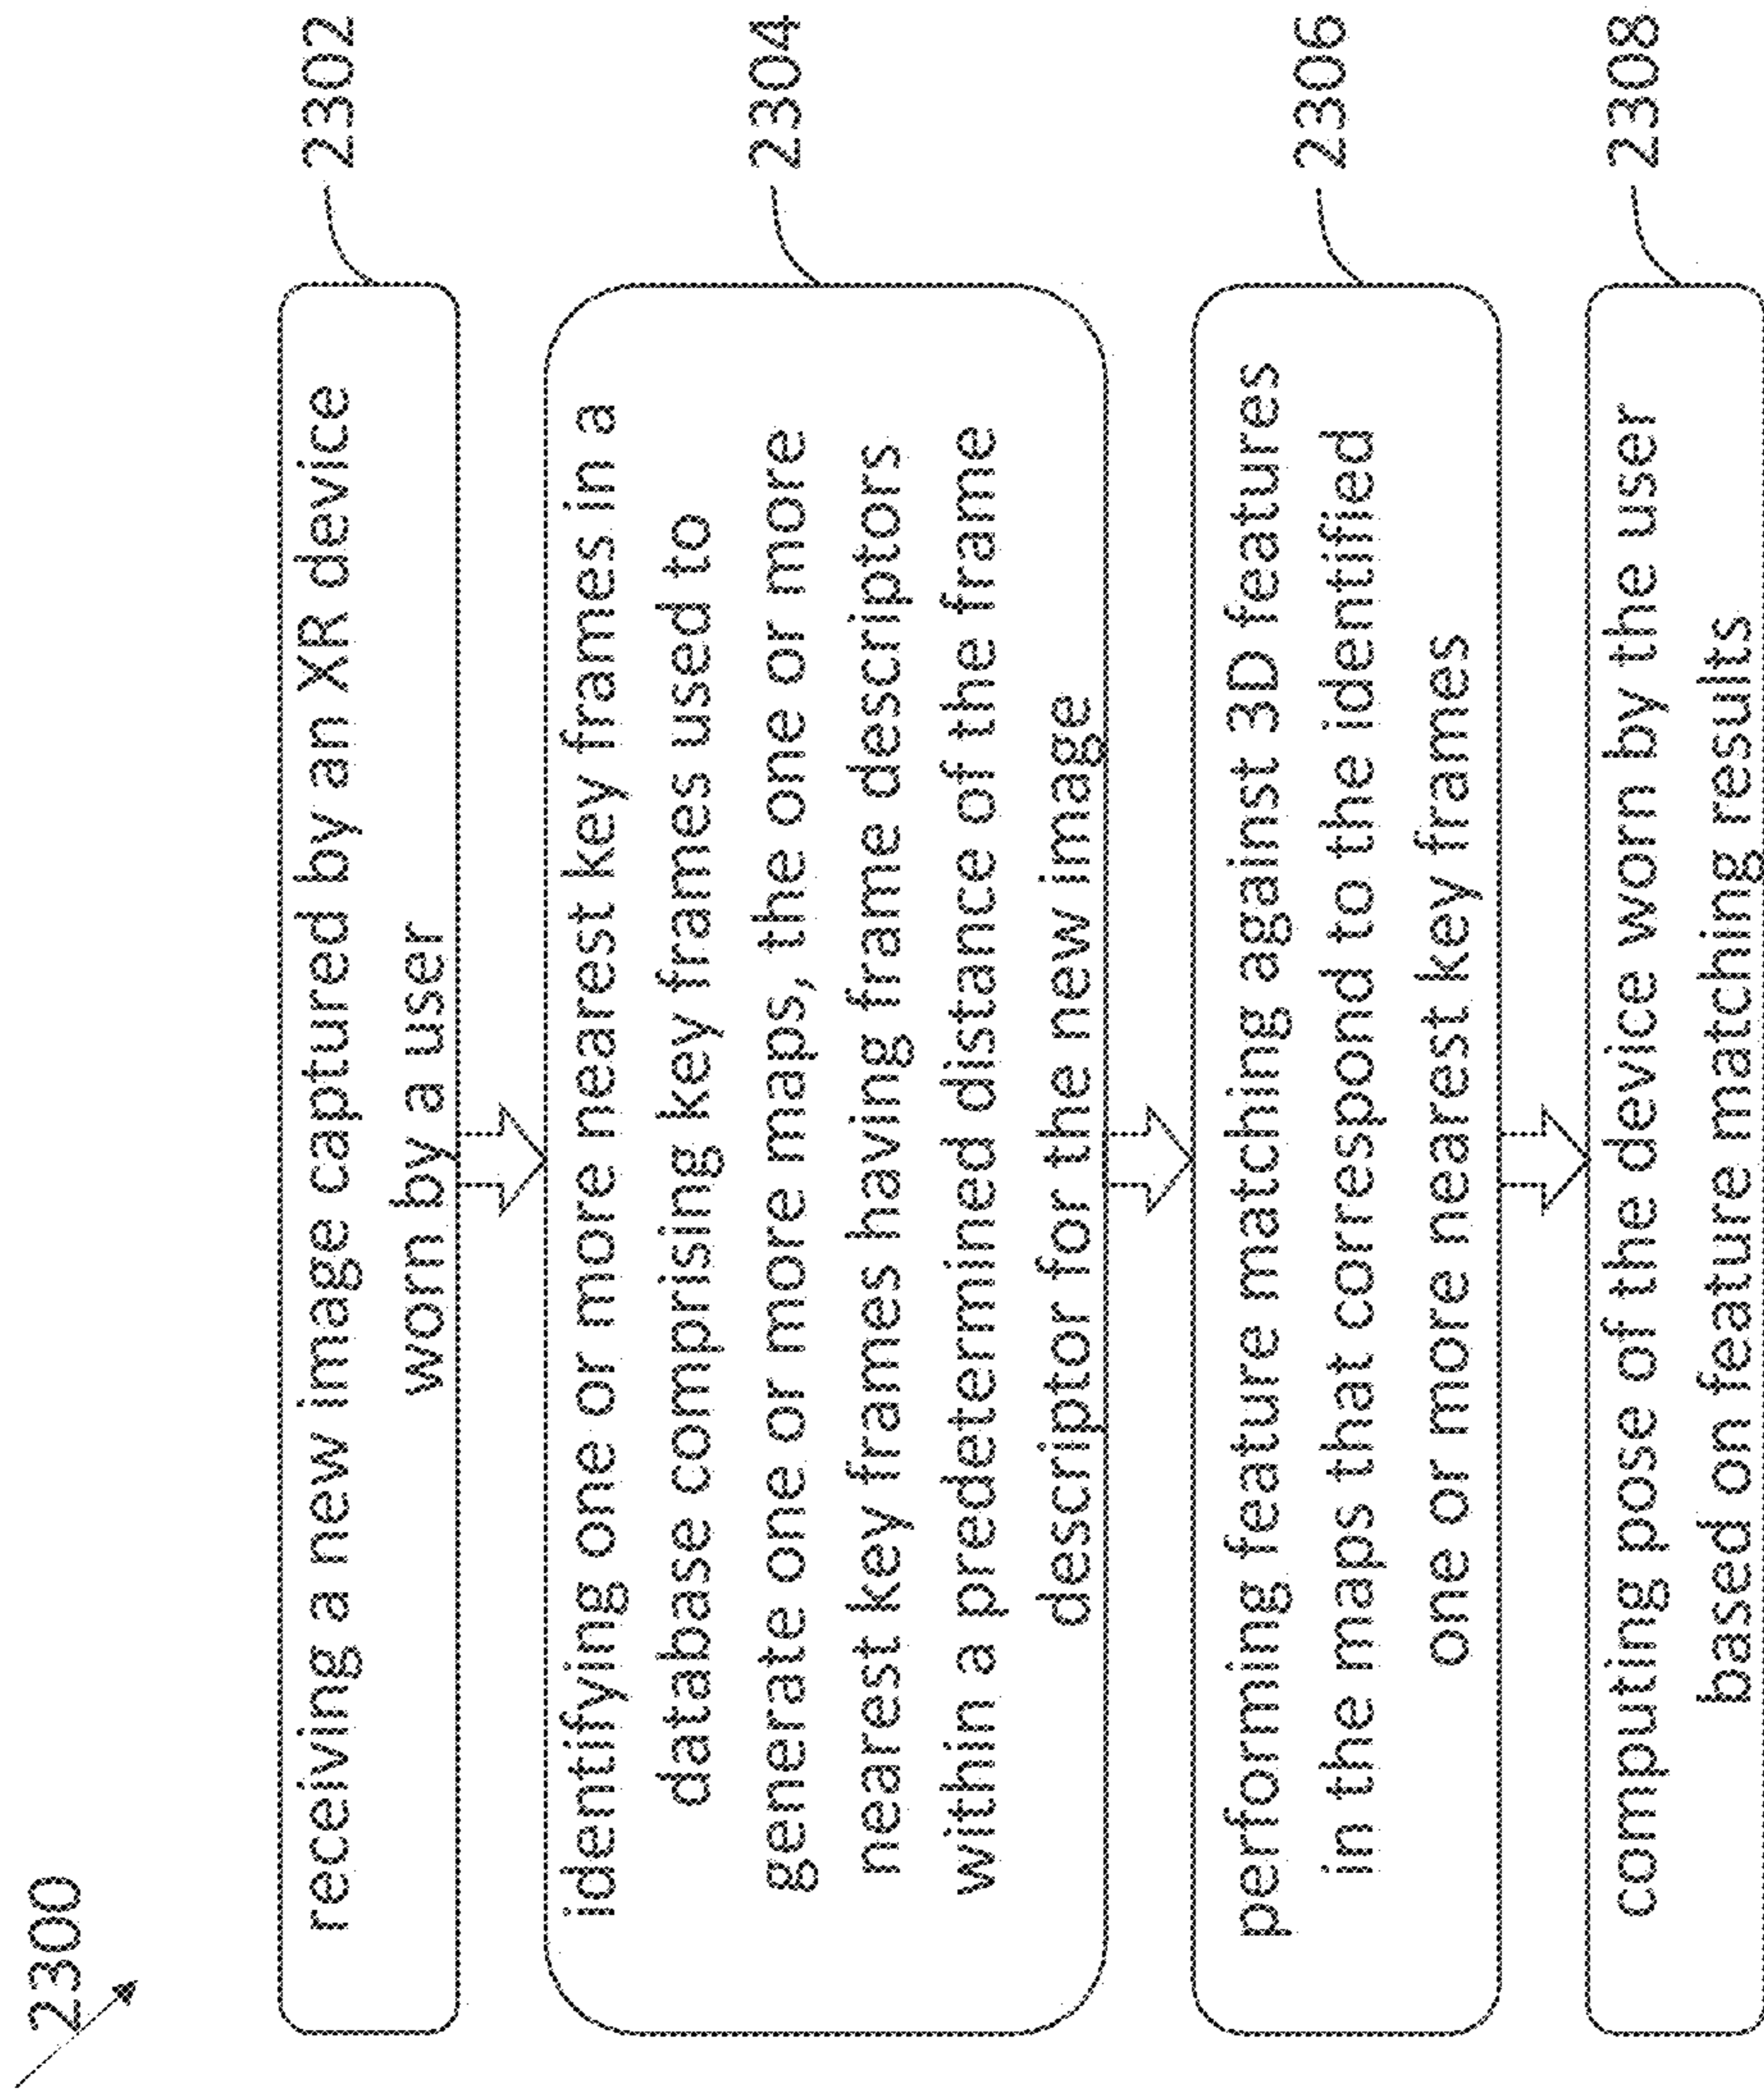 2300
receiving a new image captured by an XR device
worn by a user
2302
identifying one or more nearest key frames in a
database comprising key frames used to
generate one or more maps, the one or more
nearest key frames having frame descriptors
within a predetermined distance of the frame
descriptor for the new image
2304
performing feature matching against 3D features
in the maps that correspond to the identified
one or more nearest key frames
2306
computing pose of the device worn by the user
based on feature matching results
2308